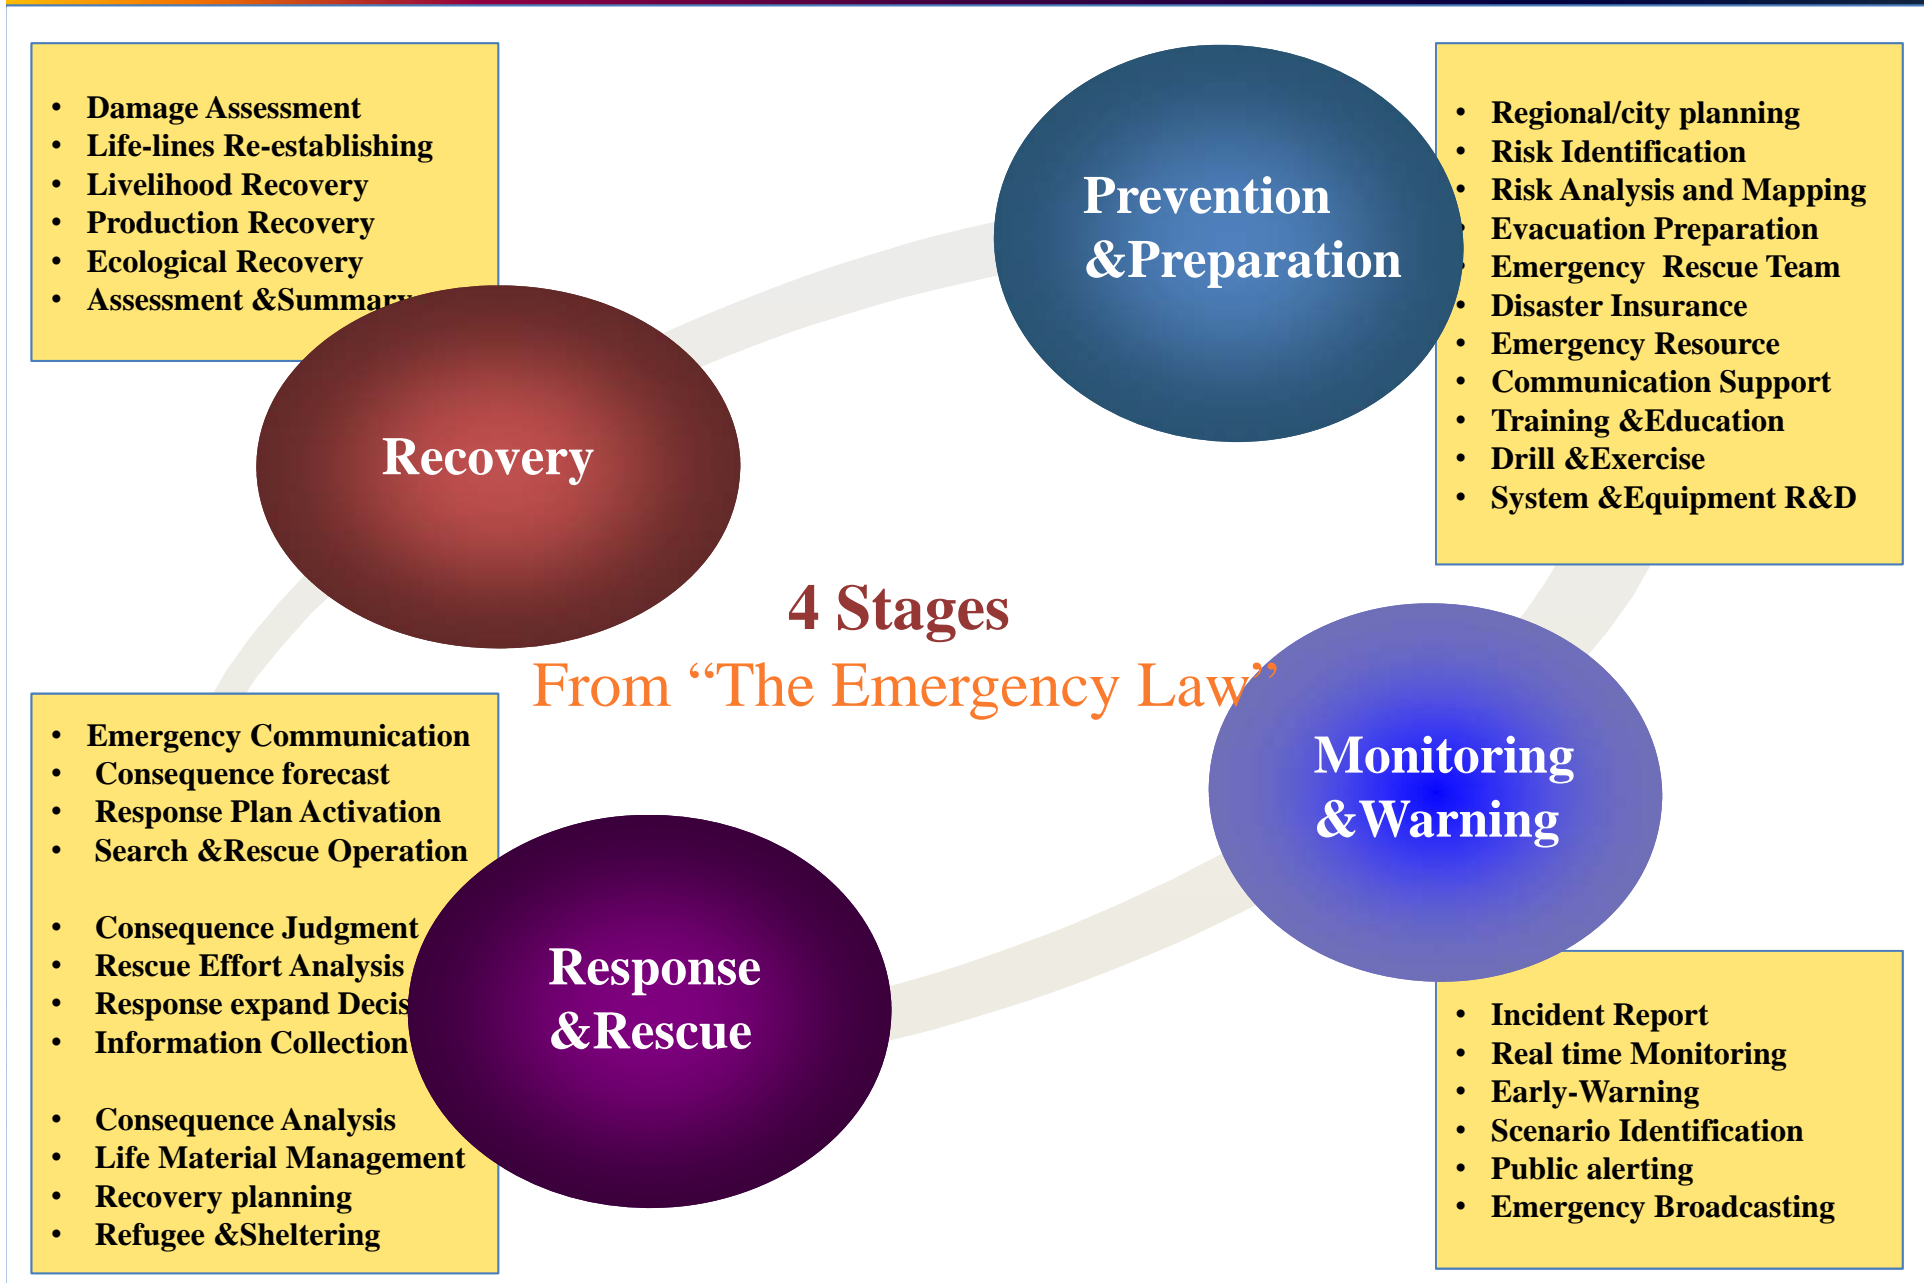 • Damage Assessment
• Life-lines Re-establishing
• Livelihood Recovery
• Production Recovery
• Ecological Recovery
• Assessment &Summary
Recovery
Prevention
&Preparation
• Regional/city planning
• Risk Identification
• Risk Analysis and Mapping
• Evacuation Preparation
• Emergency Rescue Team
• Disaster Insurance
• Emergency Resource
• Communication Support
• Training &Education
• Drill &Exercise
• System &Equipment R&D
4 Stages
From “The Emergency Law”
Monitoring
&Warning
• Emergency Communication
• Consequence forecast
• Response Plan Activation
• Search &Rescue Operation
• Consequence Judgment
• Rescue Effort Analysis
• Response expand
• Information Collection
• Consequence Analysis
• Life Material Management
• Recovery planning
• Refugee &Sheltering
Response
&Rescue
• Incident Report
• Real time Monitoring
• Early-Warning
• Scenario Identification
• Public alerting
• Emergency Broadcasting